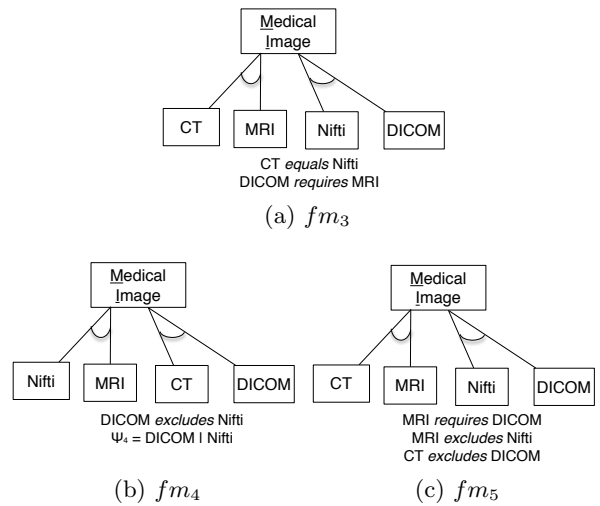 Medical
Image
CT
MRI
Nifti
DICOM
CT equals Nifti
DICOM requires MRI
(a) fm₃
Medical
Image
Nifti
MRI
CT
DICOM
DICOM excludes Nifti
Ψ₄ = DICOM | Nifti
(b) fm₄
Medical
Image
CT
MRI
Nifti
DICOM
MRI requires DICOM
MRI excludes Nifti
CT excludes DICOM
(c) fm₅